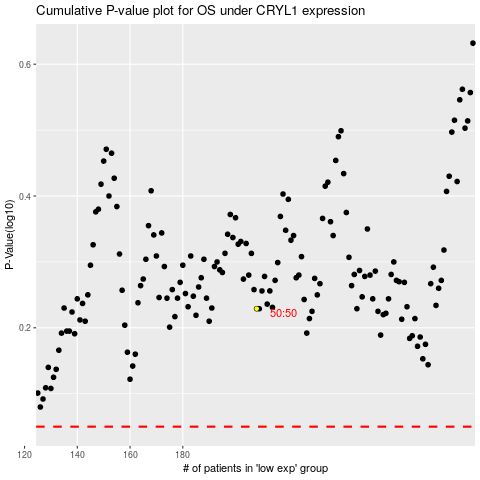 Cumulative P-value plot for OS under CRYL1 expression
P-Value(log10)
0.6
0.4
0.2
50:50
120 140 160 180
# of patients in 'low exp' group